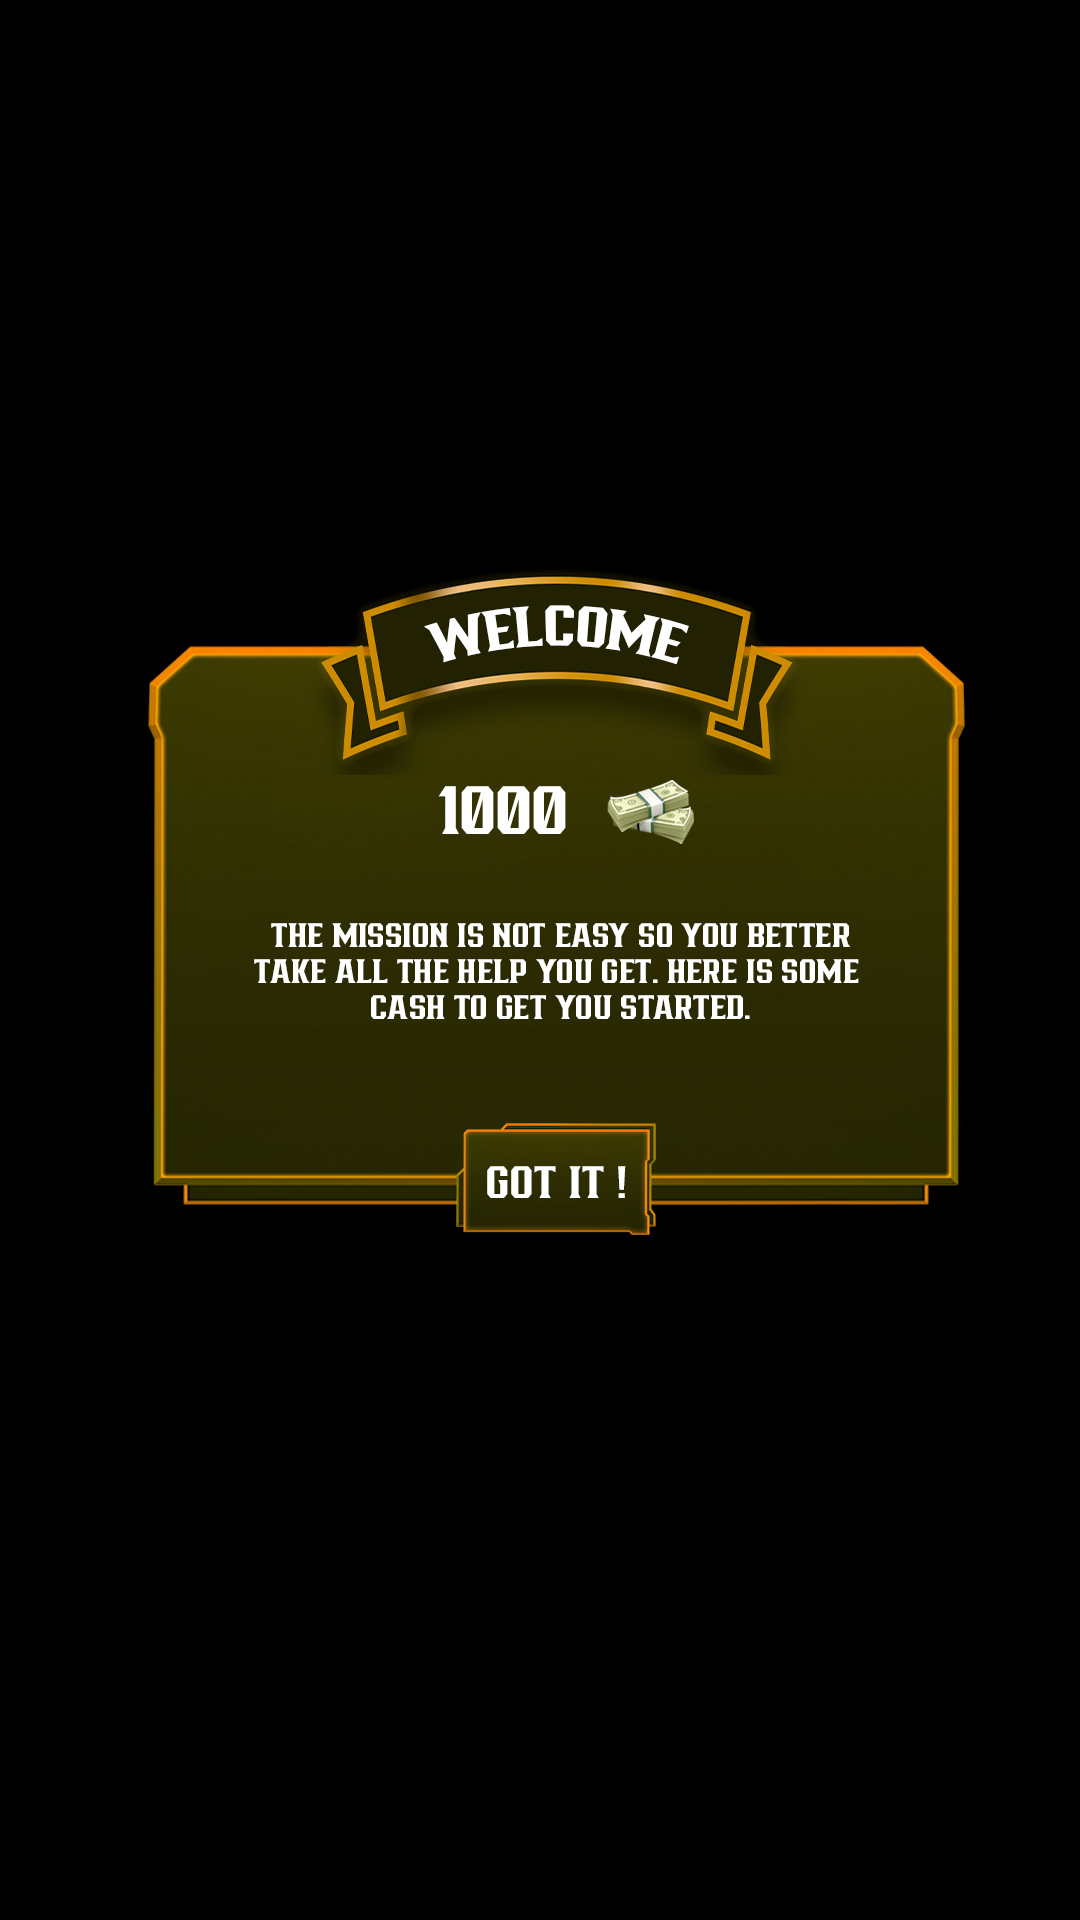 WELCOME
1000
THE MISSION IS NOT EASY SO YOU BETTER
TAKE ALL THE HELP YOU GET. HERE IS SOME
CASH TO GET YOU STARTED.
GOT IT !